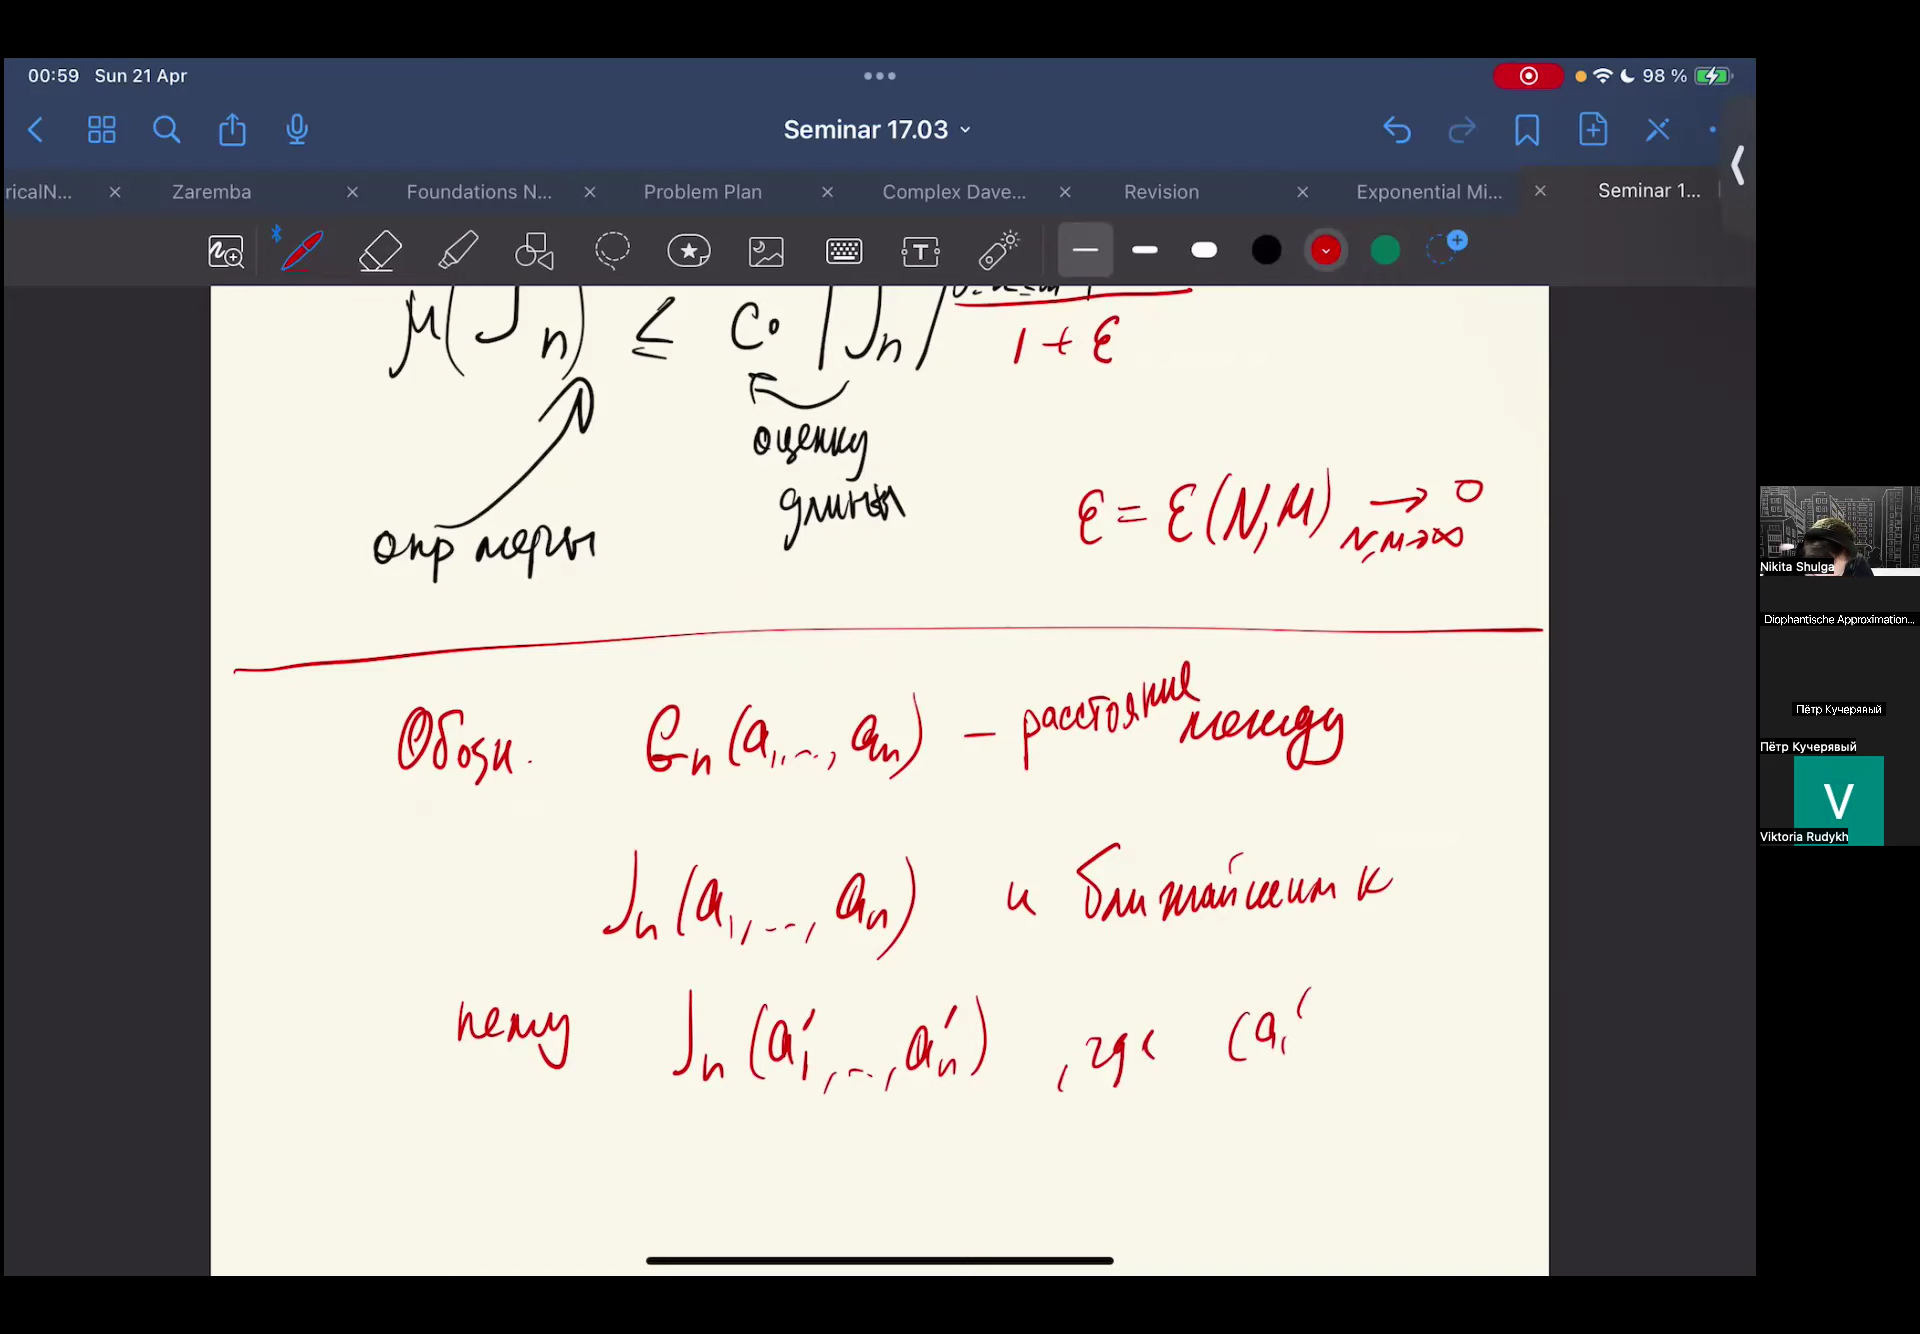 00:59 Sun 21 Apr
98 %
Seminar 17.03
ricalN... Zaremba Foundations N... Problem Plan Complex Dave... Revision Exponential Mi... Seminar 1...
μ(J_n) ≤ C₀ |J_n|
1 + ε
оценку
длины
опр меры
ε = ε(N,M) → 0
N,M→∞
Обозн. G_n(a₁,...,a_n) – расстояние между
J_n(a₁,...,a_n) и ближайшим к
нему J_n(a₁',...,a_n') , где (a₁'
Nikita Shulga
Diophantische Approximation...
Пётр Кучерявый
Пётр Кучерявый
V
Viktoria Rudykh